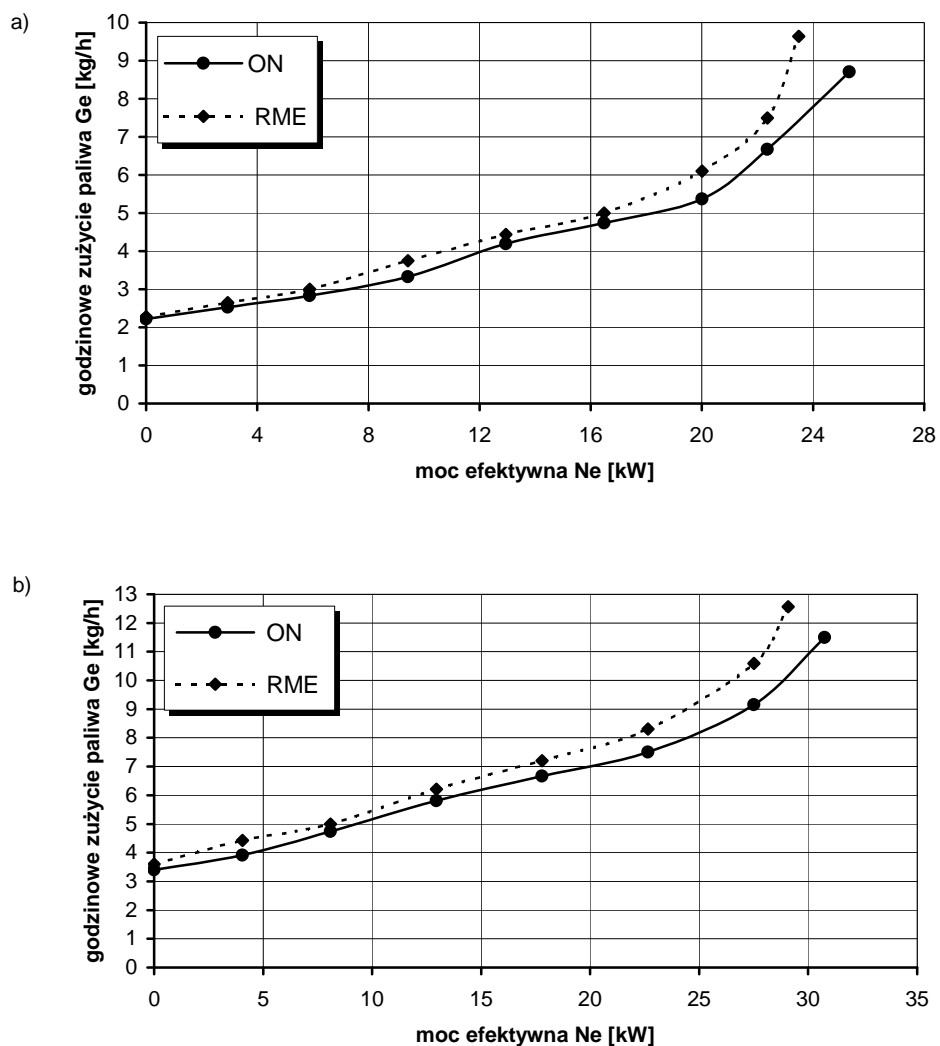 a)
godzinowe zużycie paliwa Ge [kg/h]
10
9
8
7
6
5
4
3
2
1
0
ON
RME
0 4 8 12 16 20 24 28
moc efektywna Ne [kW]
b)
godzinowe zużycie paliwa Ge [kg/h]
13
12
11
10
9
8
7
6
5
4
3
2
1
0
ON
RME
0 5 10 15 20 25 30 35
moc efektywna Ne [kW]